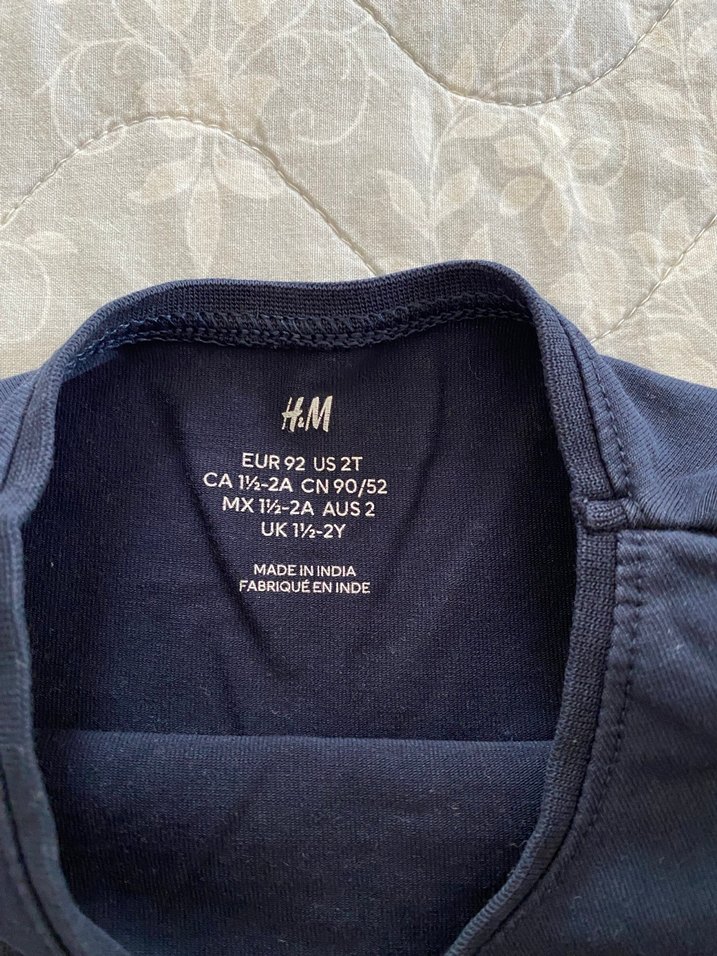 H&M
EUR 92 US 2T
CA 1½-2A CN 90/52
MX 1½-2A AUS 2
UK 1½-2Y
MADE IN INDIA
FABRIQUÉ EN INDE